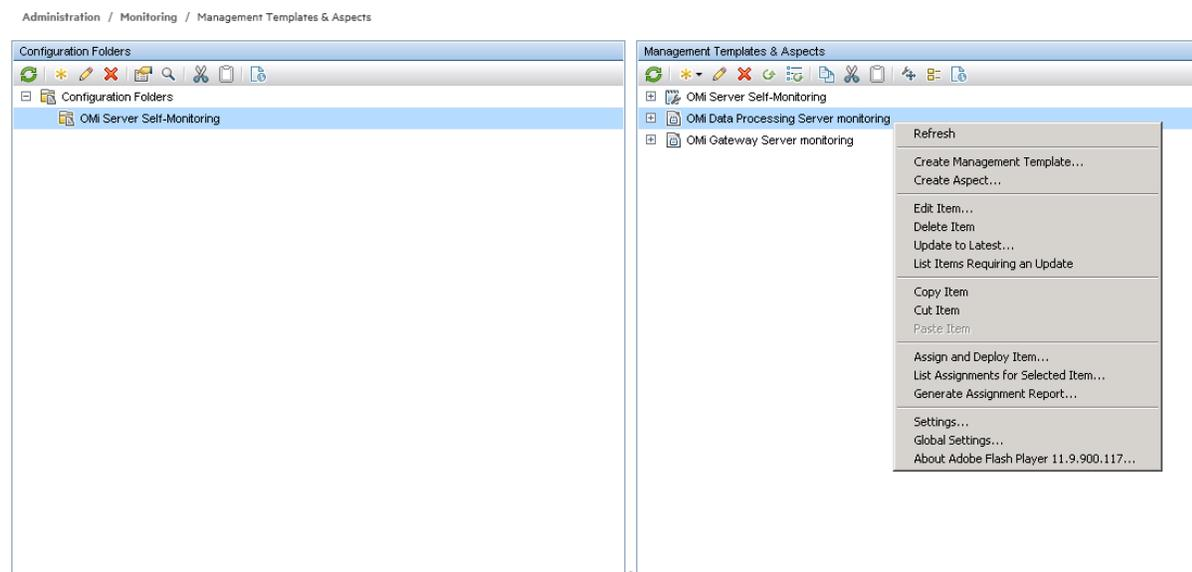 Administration / Monitoring / Management Templates & Aspects
Configuration Folders
Configuration Folders
OMi Server Self-Monitoring
Management Templates & Aspects
OMi Server Self-Monitoring
OMi Data Processing Server monitoring
OMi Gateway Server monitoring
Refresh
Create Management Template...
Create Aspect...
Edit Item...
Delete Item
Update to Latest...
List Items Requiring an Update
Copy Item
Cut Item
Paste Item
Assign and Deploy Item...
List Assignments for Selected Item...
Generate Assignment Report...
Settings...
Global Settings...
About Adobe Flash Player 11.9.900.117...